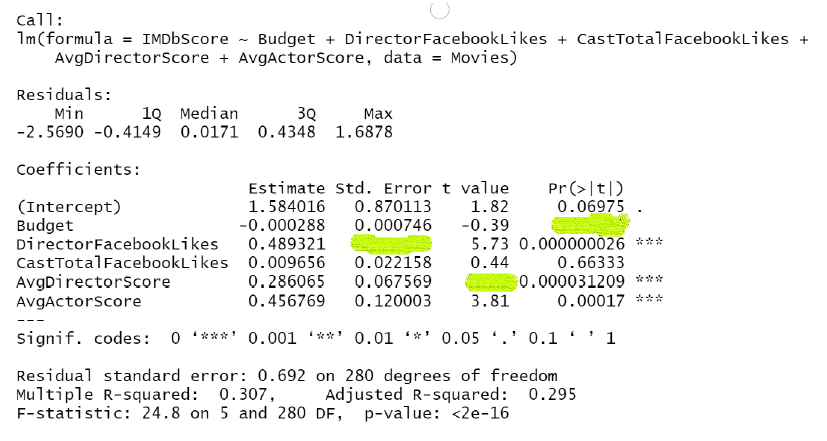 Call:
lm(formula = IMDbScore ~ Budget + DirectorFacebookLikes + CastTotalFacebookLikes +
    AvgDirectorScore + AvgActorScore, data = Movies)
Residuals:
    Min      1Q  Median      3Q     Max
-2.5690 -0.4149  0.0171  0.4348  1.6878
Coefficients:
                        Estimate Std. Error t value    Pr(>|t|)
(Intercept)             1.584016   0.870113    1.82     0.06975 .
Budget                 -0.000288   0.000746   -0.39
DirectorFacebookLikes   0.489321               5.73 0.000000026 ***
CastTotalFacebookLikes  0.009656   0.022158    0.44     0.66333
AvgDirectorScore        0.286065   0.067569         0.000031209 ***
AvgActorScore           0.456769   0.120003    3.81     0.00017 ***
---
Signif. codes:  0 ‘***’ 0.001 ‘**’ 0.01 ‘*’ 0.05 ‘.’ 0.1 ‘ ’ 1
Residual standard error: 0.692 on 280 degrees of freedom
Multiple R-squared:  0.307,     Adjusted R-squared:  0.295
F-statistic: 24.8 on 5 and 280 DF,  p-value: <2e-16